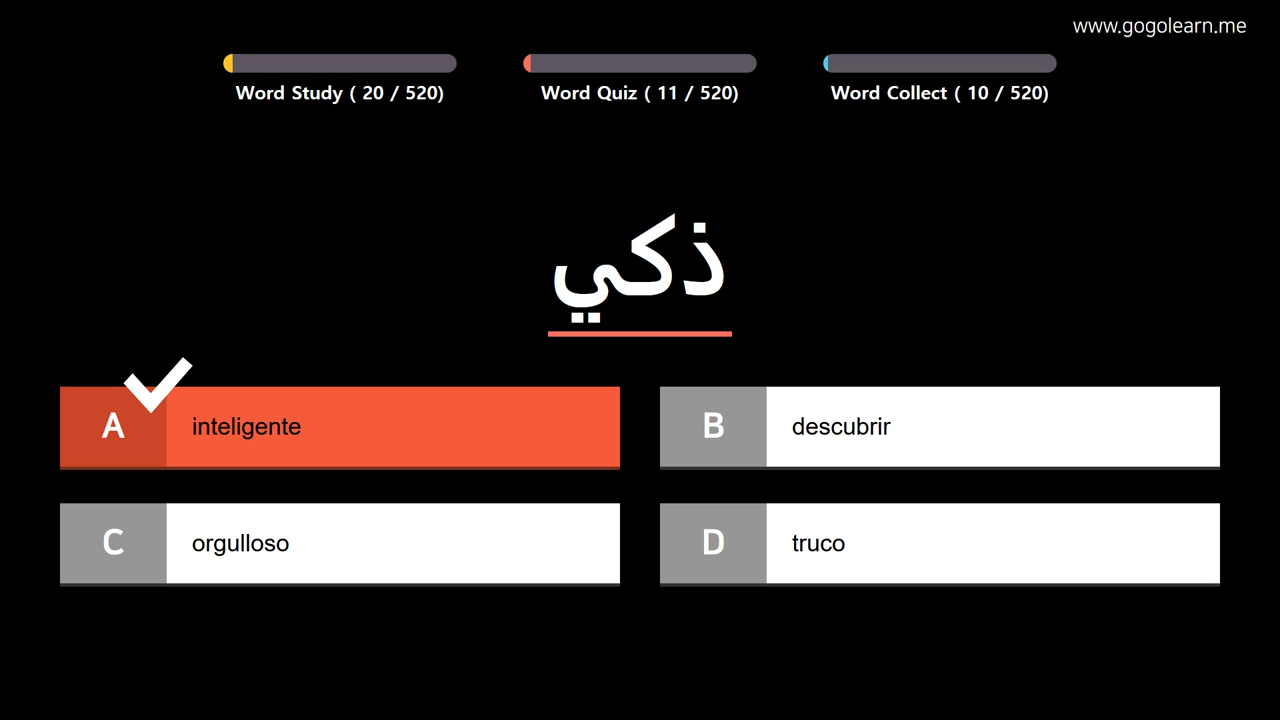 www.gogolearn.me
Word Study ( 20 / 520)
Word Quiz ( 11 / 520)
Word Collect ( 10 / 520)
ذكي
A inteligente
B descubrir
C orgulloso
D truco